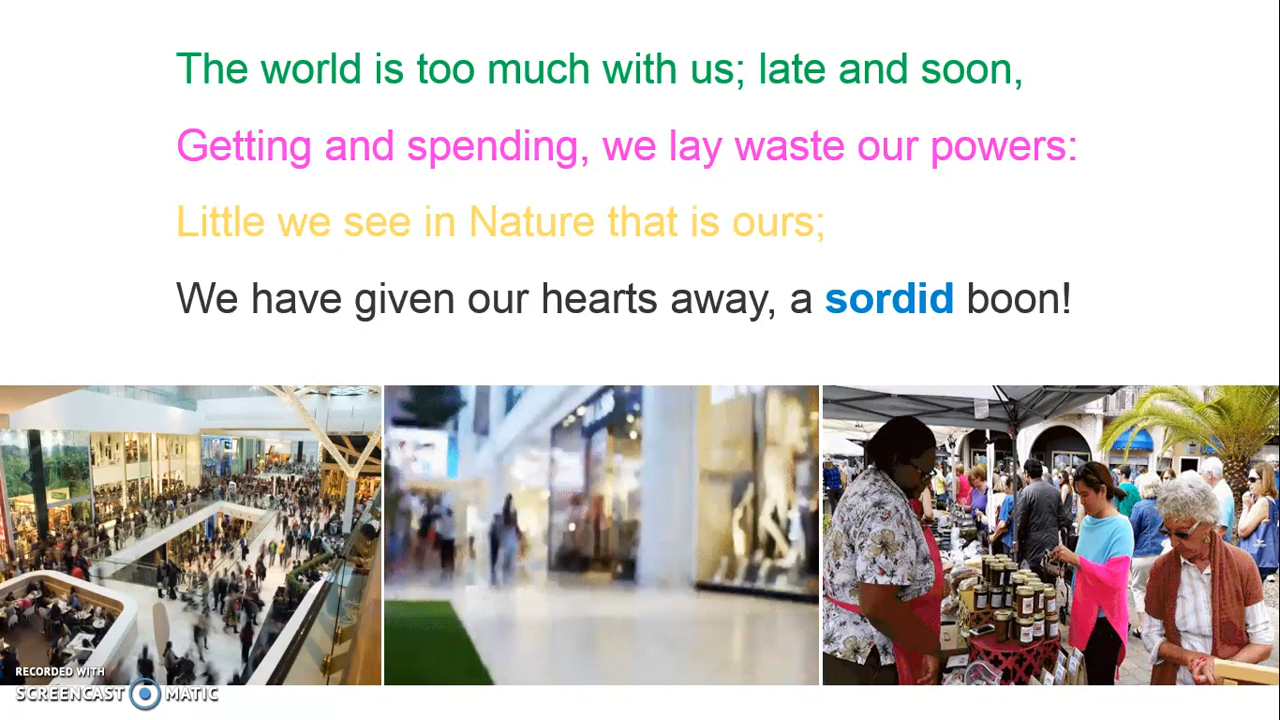 The world is too much with us; late and soon,
Getting and spending, we lay waste our powers:
Little we see in Nature that is ours;
We have given our hearts away, a sordid boon!
RECORDED WITH
SCREENCAST MATIC